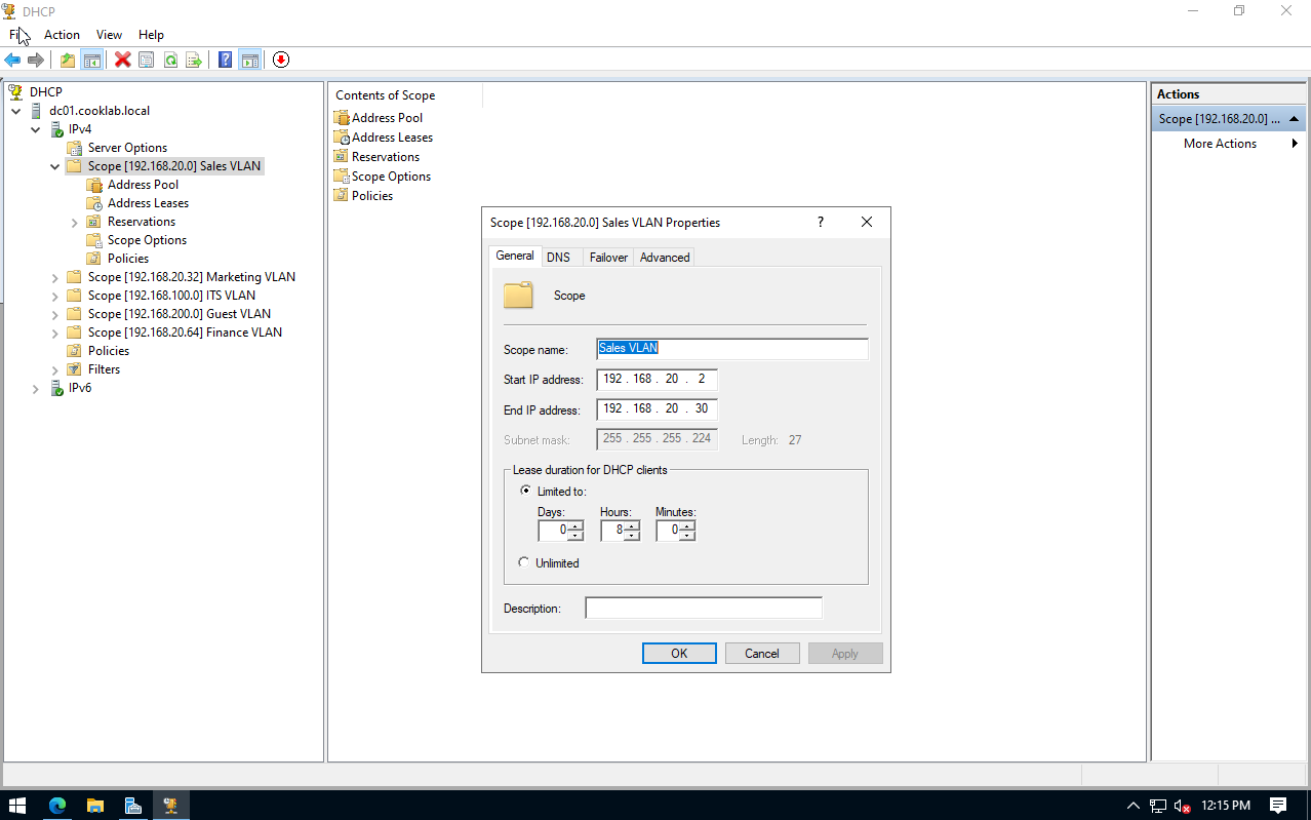 DHCP
File Action View Help
DHCP
dc01.cooklab.local
IPv4
Server Options
Scope [192.168.20.0] Sales VLAN
Address Pool
Address Leases
Reservations
Scope Options
Policies
Scope [192.168.20.32] Marketing VLAN
Scope [192.168.100.0] ITS VLAN
Scope [192.168.200.0] Guest VLAN
Scope [192.168.20.64] Finance VLAN
Policies
Filters
IPv6
Contents of Scope
Address Pool
Address Leases
Reservations
Scope Options
Policies
Scope [192.168.20.0] Sales VLAN Properties
General DNS Failover Advanced
Scope
Scope name: Sales VLAN
Start IP address: 192 . 168 . 20 . 2
End IP address: 192 . 168 . 20 . 30
Subnet mask: 255 . 255 . 255 . 224 Length: 27
Lease duration for DHCP clients
Limited to:
Days: Hours: Minutes:
0 8 0
Unlimited
Description:
OK Cancel Apply
Actions
Scope [192.168.20.0] ...
More Actions
12:15 PM